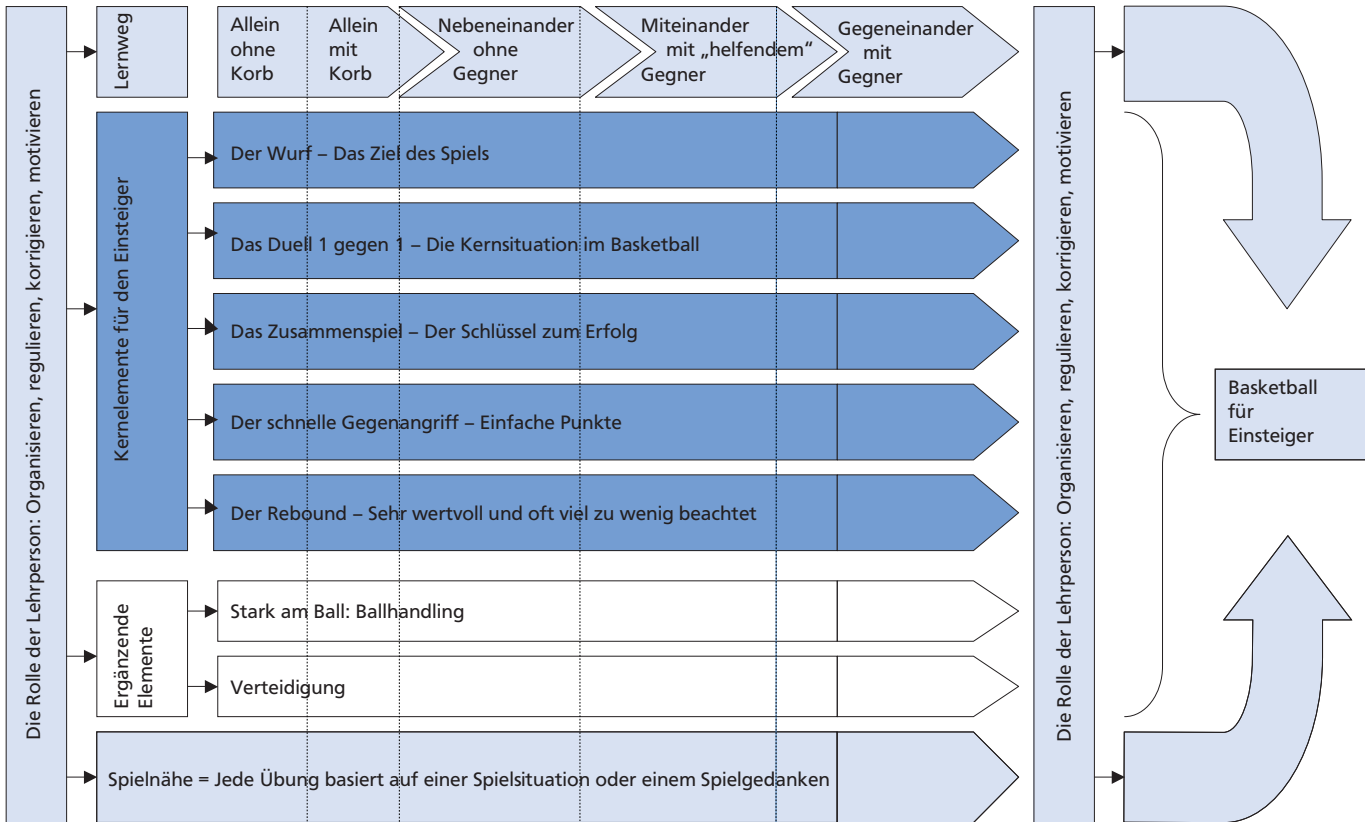 Die Rolle der Lehrperson: Organisieren, regulieren, korrigieren, motivieren
Lernweg
Allein
ohne
Korb
Allein
mit
Korb
Nebeneinander
ohne
Gegner
Miteinander
mit „helfendem“
Gegner
Gegeneinander
mit
Gegner
Kernelemente für den Einsteiger
Der Wurf – Das Ziel des Spiels
Das Duell 1 gegen 1 – Die Kernsituation im Basketball
Das Zusammenspiel – Der Schlüssel zum Erfolg
Der schnelle Gegenangriff – Einfache Punkte
Der Rebound – Sehr wertvoll und oft viel zu wenig beachtet
Ergänzende
Elemente
Stark am Ball: Ballhandling
Verteidigung
Spielnähe = Jede Übung basiert auf einer Spielsituation oder einem Spielgedanken
Die Rolle der Lehrperson: Organisieren, regulieren, korrigieren, motivieren
Basketball
für
Einsteiger